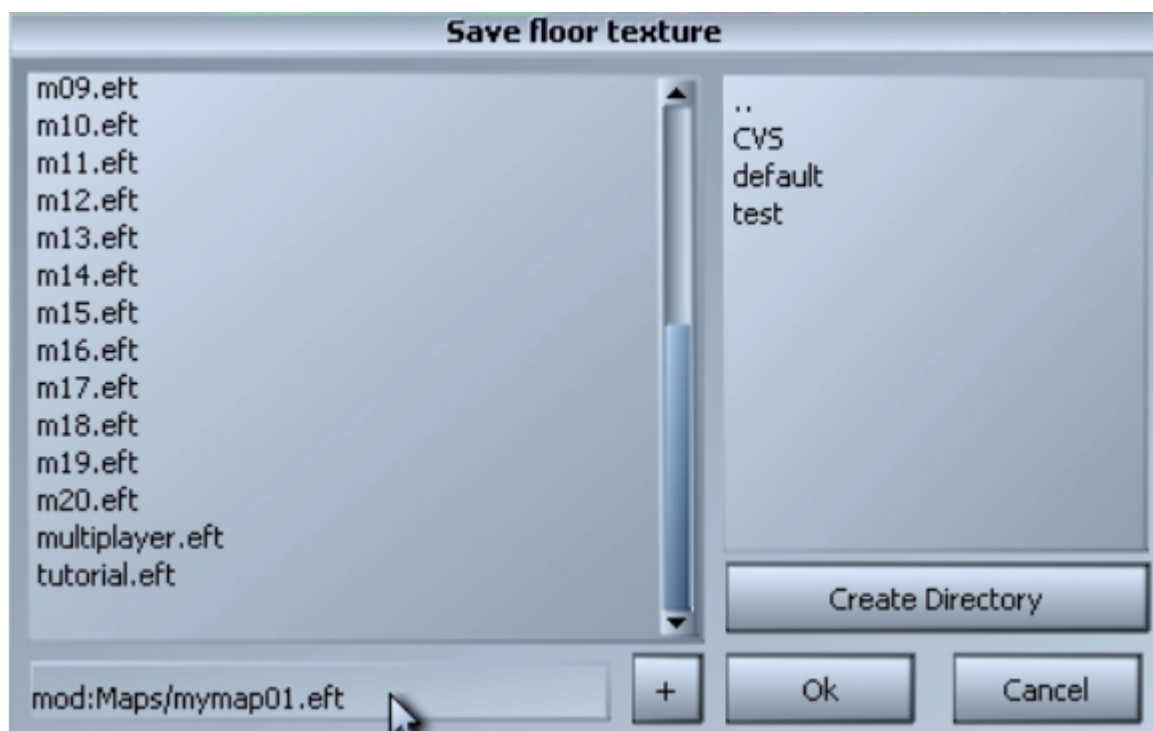 Save floor texture
m09.eft
m10.eft
m11.eft
m12.eft
m13.eft
m14.eft
m15.eft
m16.eft
m17.eft
m18.eft
m19.eft
m20.eft
multiplayer.eft
tutorial.eft
..
CVS
default
test
Create Directory
mod:Maps/mymap01.eft
+
Ok
Cancel